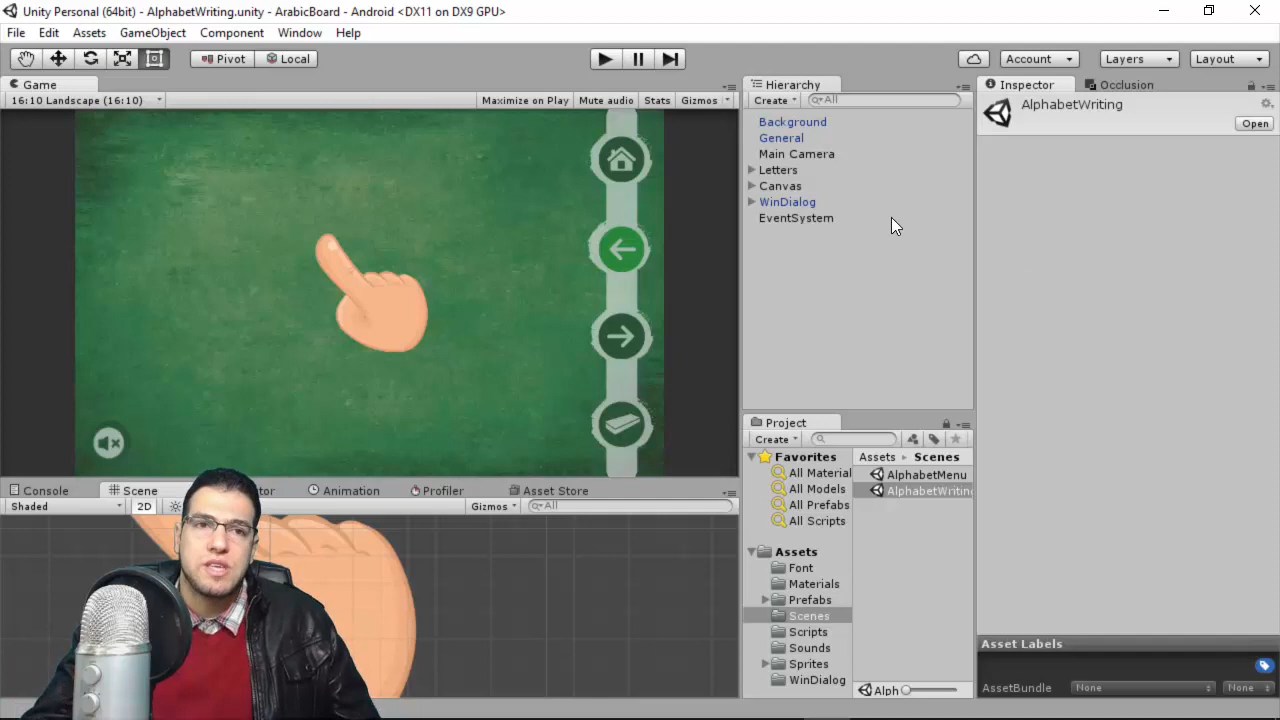 Unity Personal (64bit) - AlphabetWriting.unity - ArabicBoard - Android <DX11 on DX9 GPU>
File Edit Assets GameObject Component Window Help
Pivot Local Account Layers Layout
Game
16:10 Landscape (16:10) Maximize on Play Mute audio Stats Gizmos
Hierarchy
Create All
Background
General
Main Camera
Letters
Canvas
WinDialog
EventSystem
Inspector Occlusion
AlphabetWriting
Open
Console Scene Animation Profiler Asset Store
Shaded 2D Gizmos All
Project
Create
Favorites
All Material
All Models
All Prefabs
All Scripts
Assets
Font
Materials
Prefabs
Scenes
Scripts
Sounds
Sprites
WinDialog
Assets Scenes
AlphabetMenu
AlphabetWriting
Alph
Asset Labels
AssetBundle None None